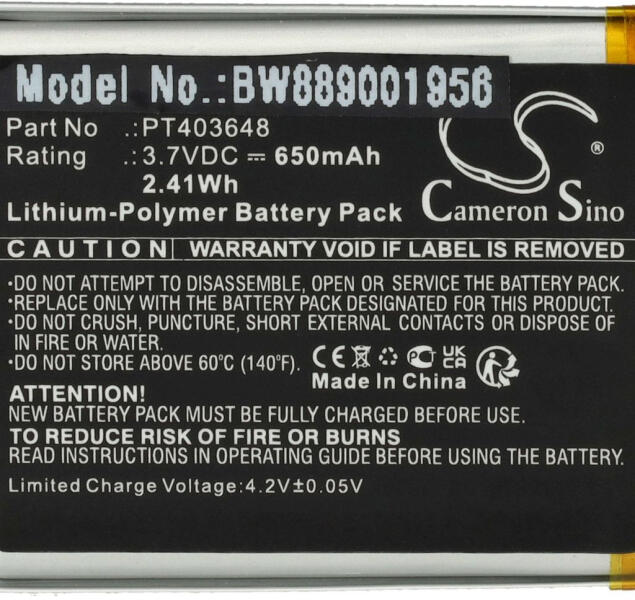 Model No.:BW889001956
Part No .:PT403648
Rating .:3.7VDC ⎓ 650mAh
2.41Wh
Lithium-Polymer Battery Pack
Cameron Sino ®
CAUTION WARRANTY VOID IF LABEL IS REMOVED
·DO NOT ATTEMPT TO DISASSEMBLE, OPEN OR SERVICE THE BATTERY PACK.
·REPLACE ONLY WITH THE BATTERY PACK DESIGNATED FOR THIS PRODUCT.
·DO NOT CRUSH, PUNCTURE, SHORT EXTERNAL CONTACTS OR DISPOSE OF
IN FIRE OR WATER.
·DO NOT STORE ABOVE 60°C (140°F).
CE UK CA
Made In China
ATTENTION!
NEW BATTERY PACK MUST BE FULLY CHARGED BEFORE USE.
TO REDUCE RISK OF FIRE OR BURNS
READ INSTRUCTIONS IN OPERATING GUIDE BEFORE USING THE BATTERY.
Limited Charge Voltage:4.2V±0.05V